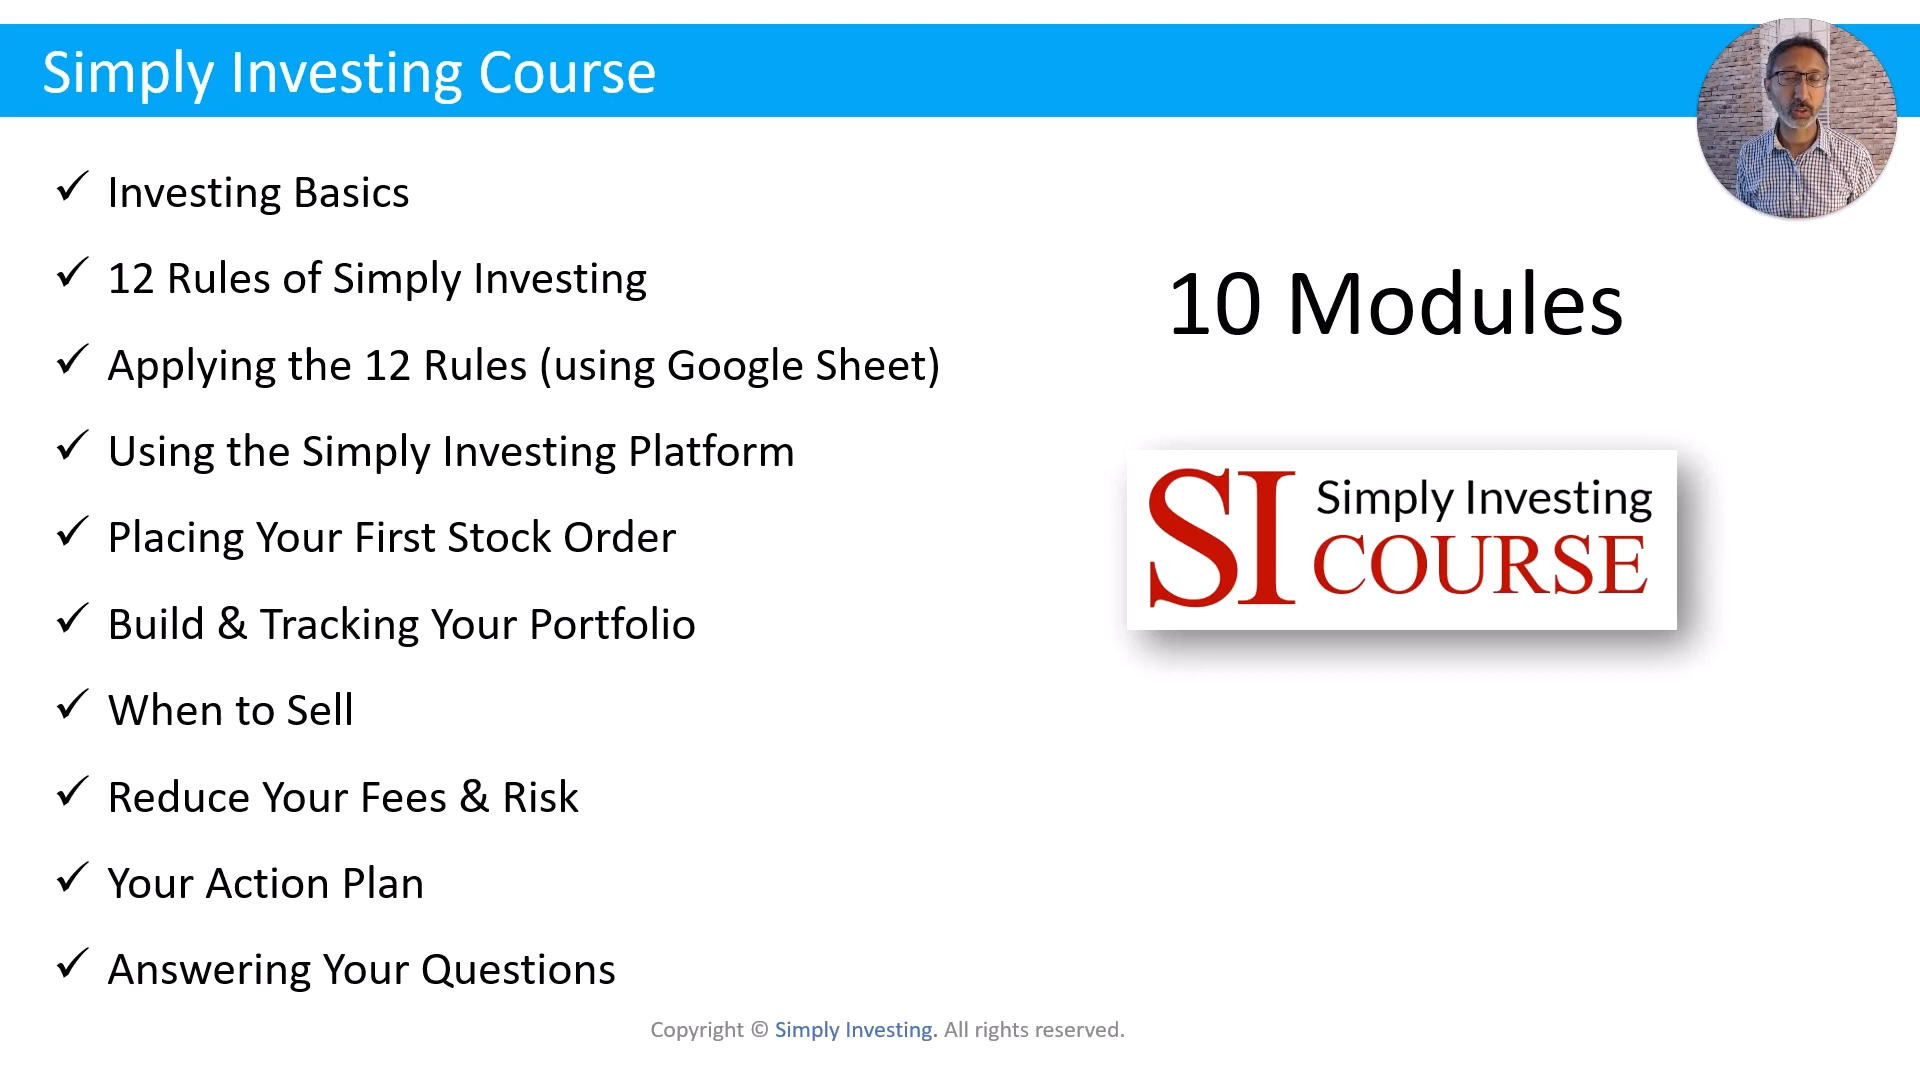 Simply Investing Course
✓ Investing Basics
✓ 12 Rules of Simply Investing
✓ Applying the 12 Rules (using Google Sheet)
✓ Using the Simply Investing Platform
✓ Placing Your First Stock Order
✓ Build & Tracking Your Portfolio
✓ When to Sell
✓ Reduce Your Fees & Risk
✓ Your Action Plan
✓ Answering Your Questions
10 Modules
SI
Simply Investing
COURSE
Copyright © Simply Investing. All rights reserved.